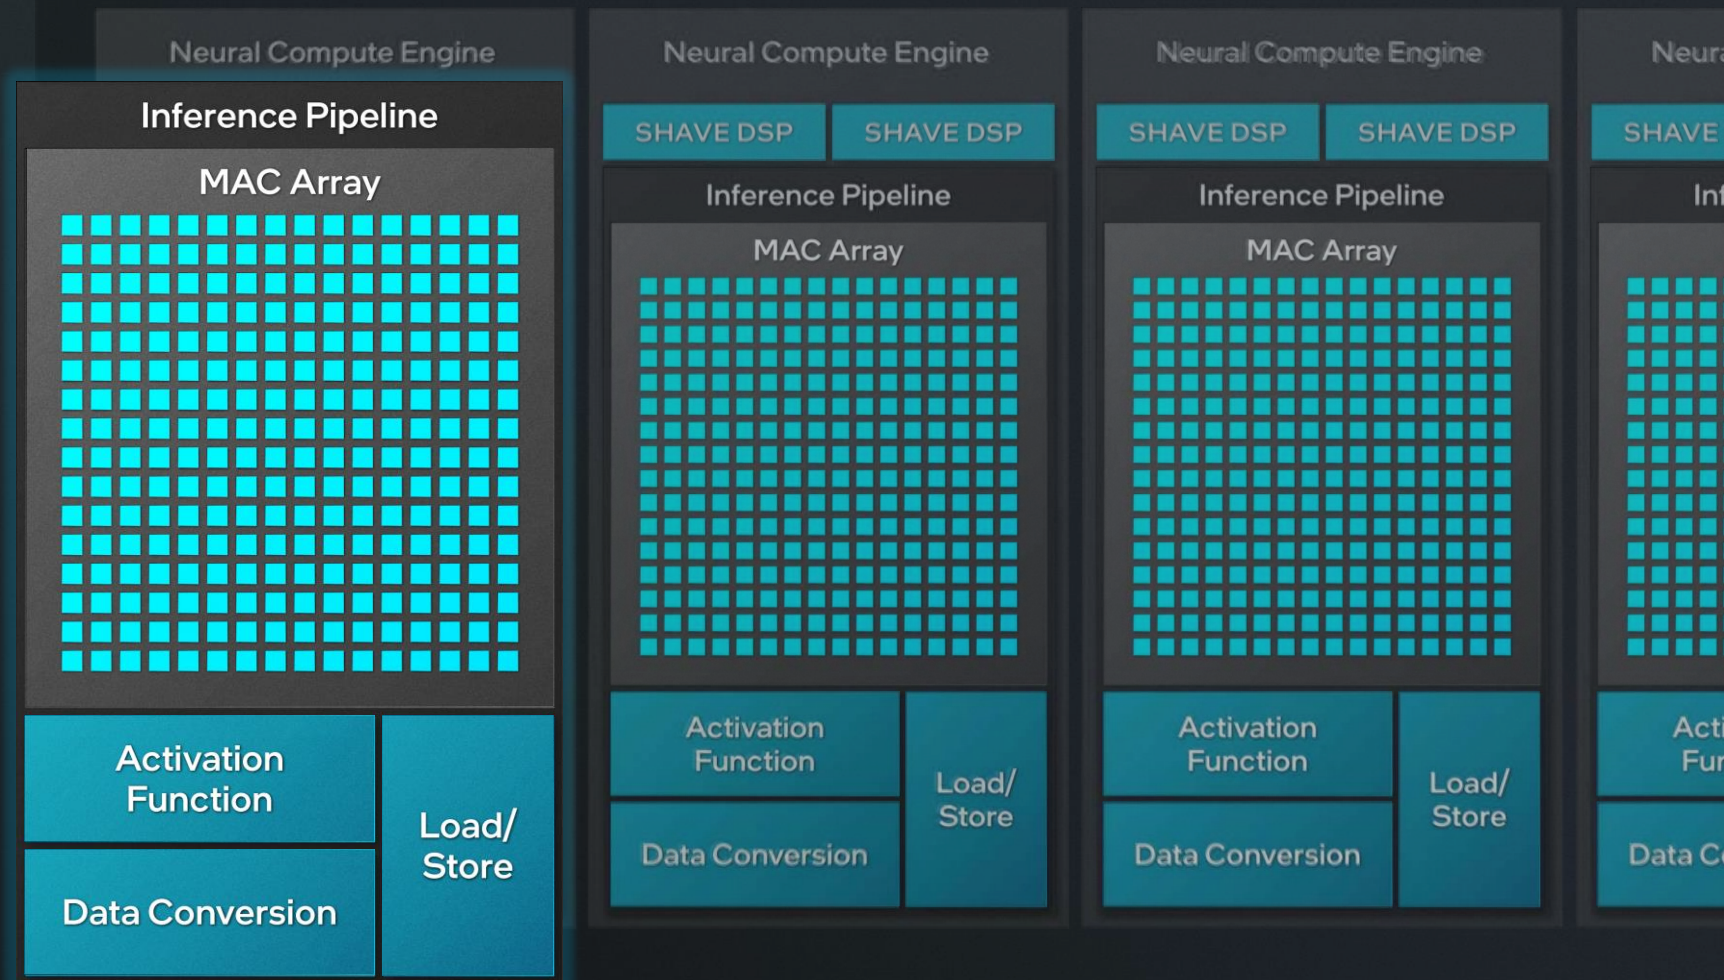 Neural Compute Engine
Inference Pipeline
MAC Array
Activation
Function
Data Conversion
Load/
Store
Neural Compute Engine
SHAVE DSP
SHAVE DSP
Inference Pipeline
MAC Array
Activation
Function
Data Conversion
Load/
Store
Neural Compute Engine
SHAVE DSP
SHAVE DSP
Inference Pipeline
MAC Array
Activation
Function
Data Conversion
Load/
Store
SHAVE
Data